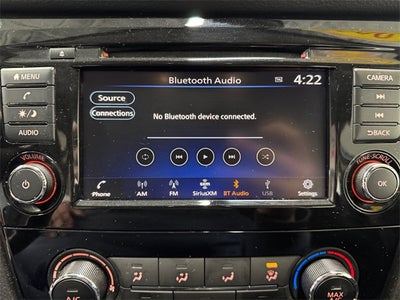 Bluetooth Audio 4:22
MENU
CAMERA
Source
Connections
No Bluetooth device connected.
AUDIO
BACK
VOLUME
TUNE·SCROLL
OK
Phone AM FM SiriusXM BT Audio USB Settings
A/C
MAX A/C